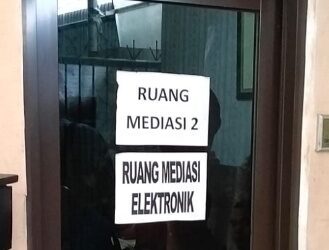 RUANG
MEDIASI 2
RUANG MEDIASI
ELEKTRONIK